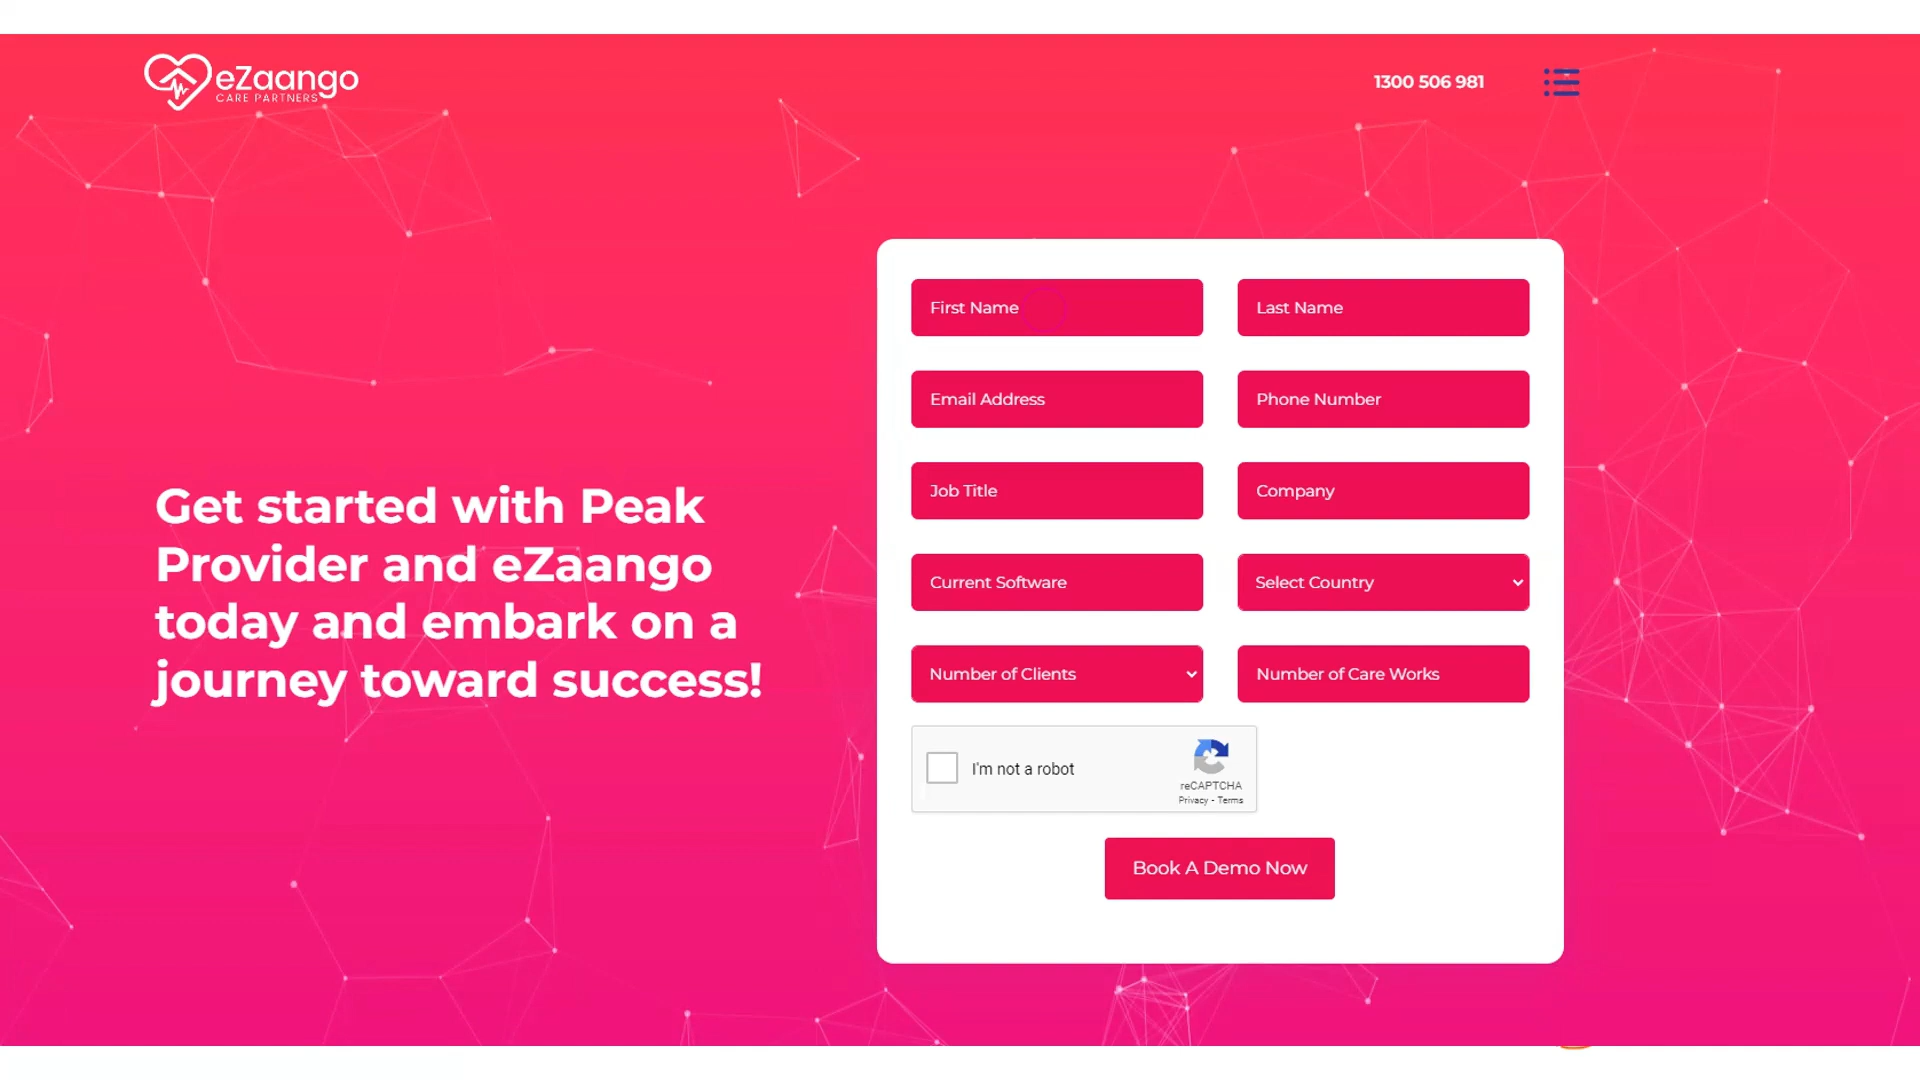 eZaango
CARE PARTNERS
1300 506 981
Get started with Peak
Provider and eZaango
today and embark on a
journey toward success!
First Name
Last Name
Email Address
Phone Number
Job Title
Company
Current Software
Select Country
Number of Clients
Number of Care Works
I'm not a robot
reCAPTCHA
Privacy - Terms
Book A Demo Now